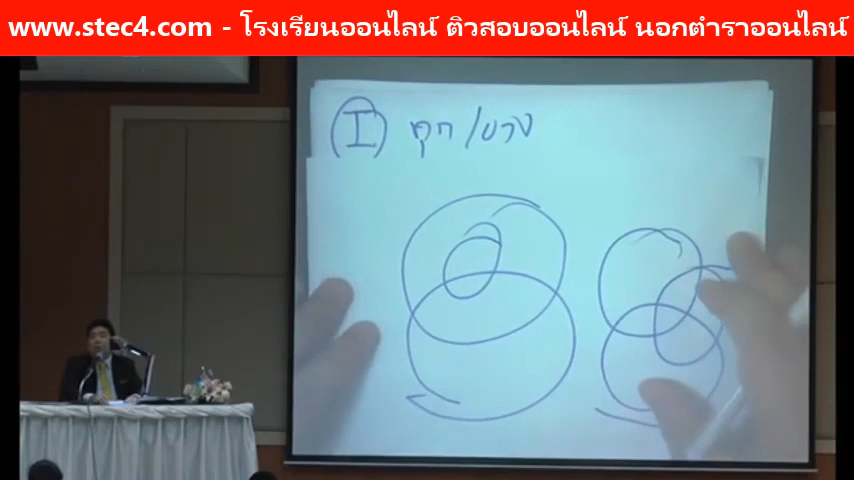 www.stec4.com - โรงเรียนออนไลน์ ติวสอบออนไลน์ นอกตำราออนไลน์
(I) ทุก/บาง